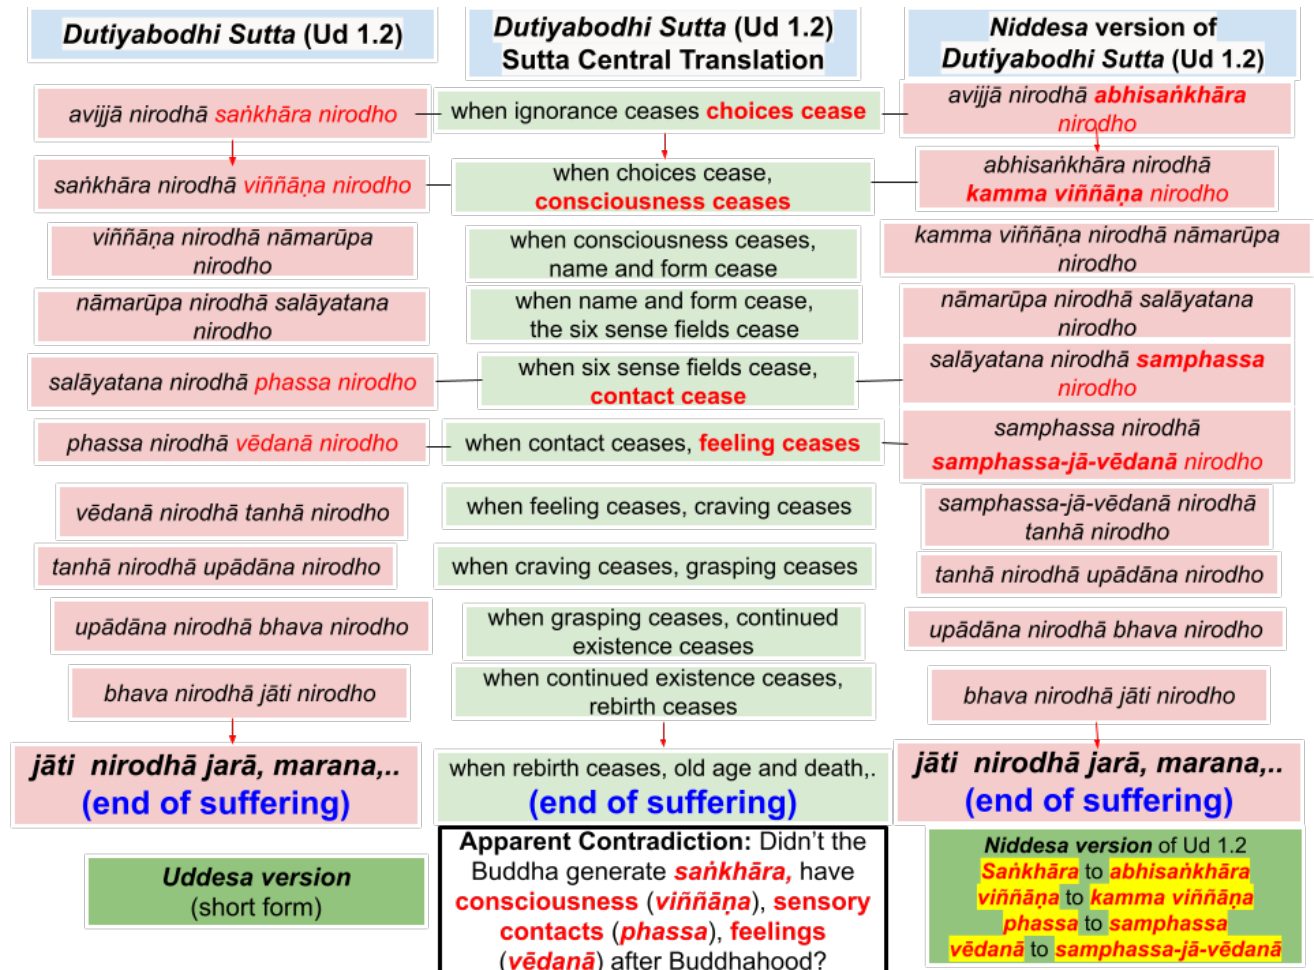 Dutiyabodhi Sutta (Ud 1.2)
avijjā nirodhā saṅkhāra nirodho
saṅkhāra nirodhā viññāṇa nirodho
viññāṇa nirodhā nāmarūpa
nirodho
nāmarūpa nirodhā salāyatana
nirodho
salāyatana nirodhā phassa nirodho
phassa nirodhā vēdanā nirodho
vēdanā nirodhā tanhā nirodho
tanhā nirodhā upādāna nirodho
upādāna nirodhā bhava nirodho
bhava nirodhā jāti nirodho
jāti nirodhā jarā, marana,..
(end of suffering)
Uddesa version
(short form)
Dutiyabodhi Sutta (Ud 1.2)
Sutta Central Translation
when ignorance ceases choices cease
when choices cease,
consciousness ceases
when consciousness ceases,
name and form cease
when name and form cease,
the six sense fields cease
when six sense fields cease,
contact cease
when contact ceases, feeling ceases
when feeling ceases, craving ceases
when craving ceases, grasping ceases
when grasping ceases, continued
existence ceases
when continued existence ceases,
rebirth ceases
when rebirth ceases, old age and death,.
(end of suffering)
Apparent Contradiction: Didn't the
Buddha generate saṅkhāra, have
consciousness (viññāṇa), sensory
contacts (phassa), feelings
(vēdanā) after Buddhahood?
Niddesa version of
Dutiyabodhi Sutta (Ud 1.2)
avijjā nirodhā abhisaṅkhāra
nirodho
abhisaṅkhāra nirodhā
kamma viññāṇa nirodho
kamma viññāṇa nirodhā nāmarūpa
nirodho
nāmarūpa nirodhā salāyatana
nirodho
salāyatana nirodhā samphassa
nirodho
samphassa nirodhā
samphassa-jā-vēdanā nirodho
samphassa-jā-vēdanā nirodhā
tanhā nirodho
tanhā nirodhā upādāna nirodho
upādāna nirodhā bhava nirodho
bhava nirodhā jāti nirodho
jāti nirodhā jarā, marana,..
(end of suffering)
Niddesa version of Ud 1.2
Saṅkhāra to abhisaṅkhāra
viññāṇa to kamma viññāṇa
phassa to samphassa
vēdanā to samphassa-jā-vēdanā